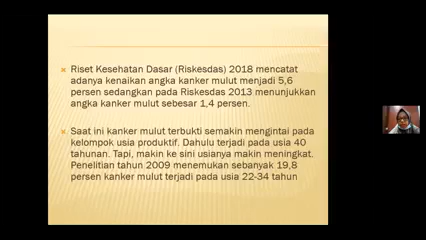 Riset Kesehatan Dasar (Riskesdas) 2018 mencatat
adanya kenaikan angka kanker mulut menjadi 5,6
persen sedangkan pada Riskesdas 2013 menunjukkan
angka kanker mulut sebesar 1,4 persen.
Saat ini kanker mulut terbukti semakin mengintai pada
kelompok usia produktif. Dahulu terjadi pada usia 40
tahunan. Tapi, makin ke sini usianya makin meningkat.
Penelitian tahun 2009 menemukan sebanyak 19,8
persen kanker mulut terjadi pada usia 22-34 tahun